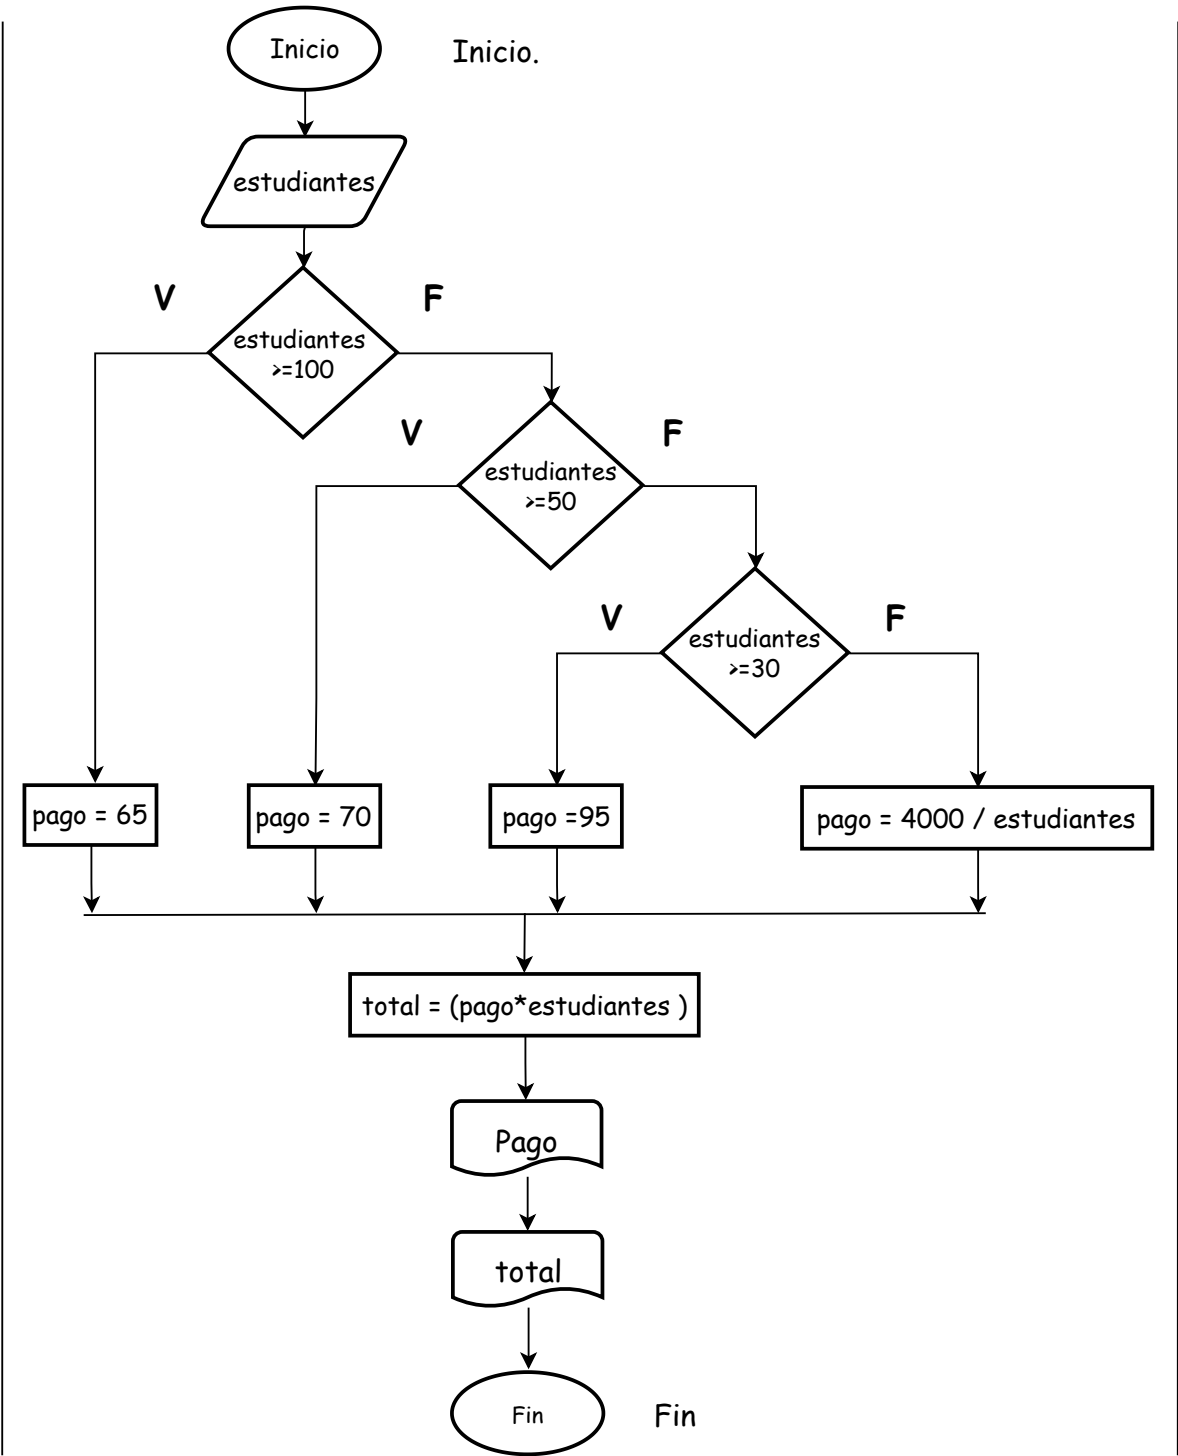 Inicio
Inicio.
estudiantes
V
F
estudiantes
>=100
V
F
estudiantes
>=50
V
F
estudiantes
>=30
pago = 65
pago = 70
pago =95
pago = 4000 / estudiantes
total = (pago*estudiantes )
Pago
total
Fin
Fin